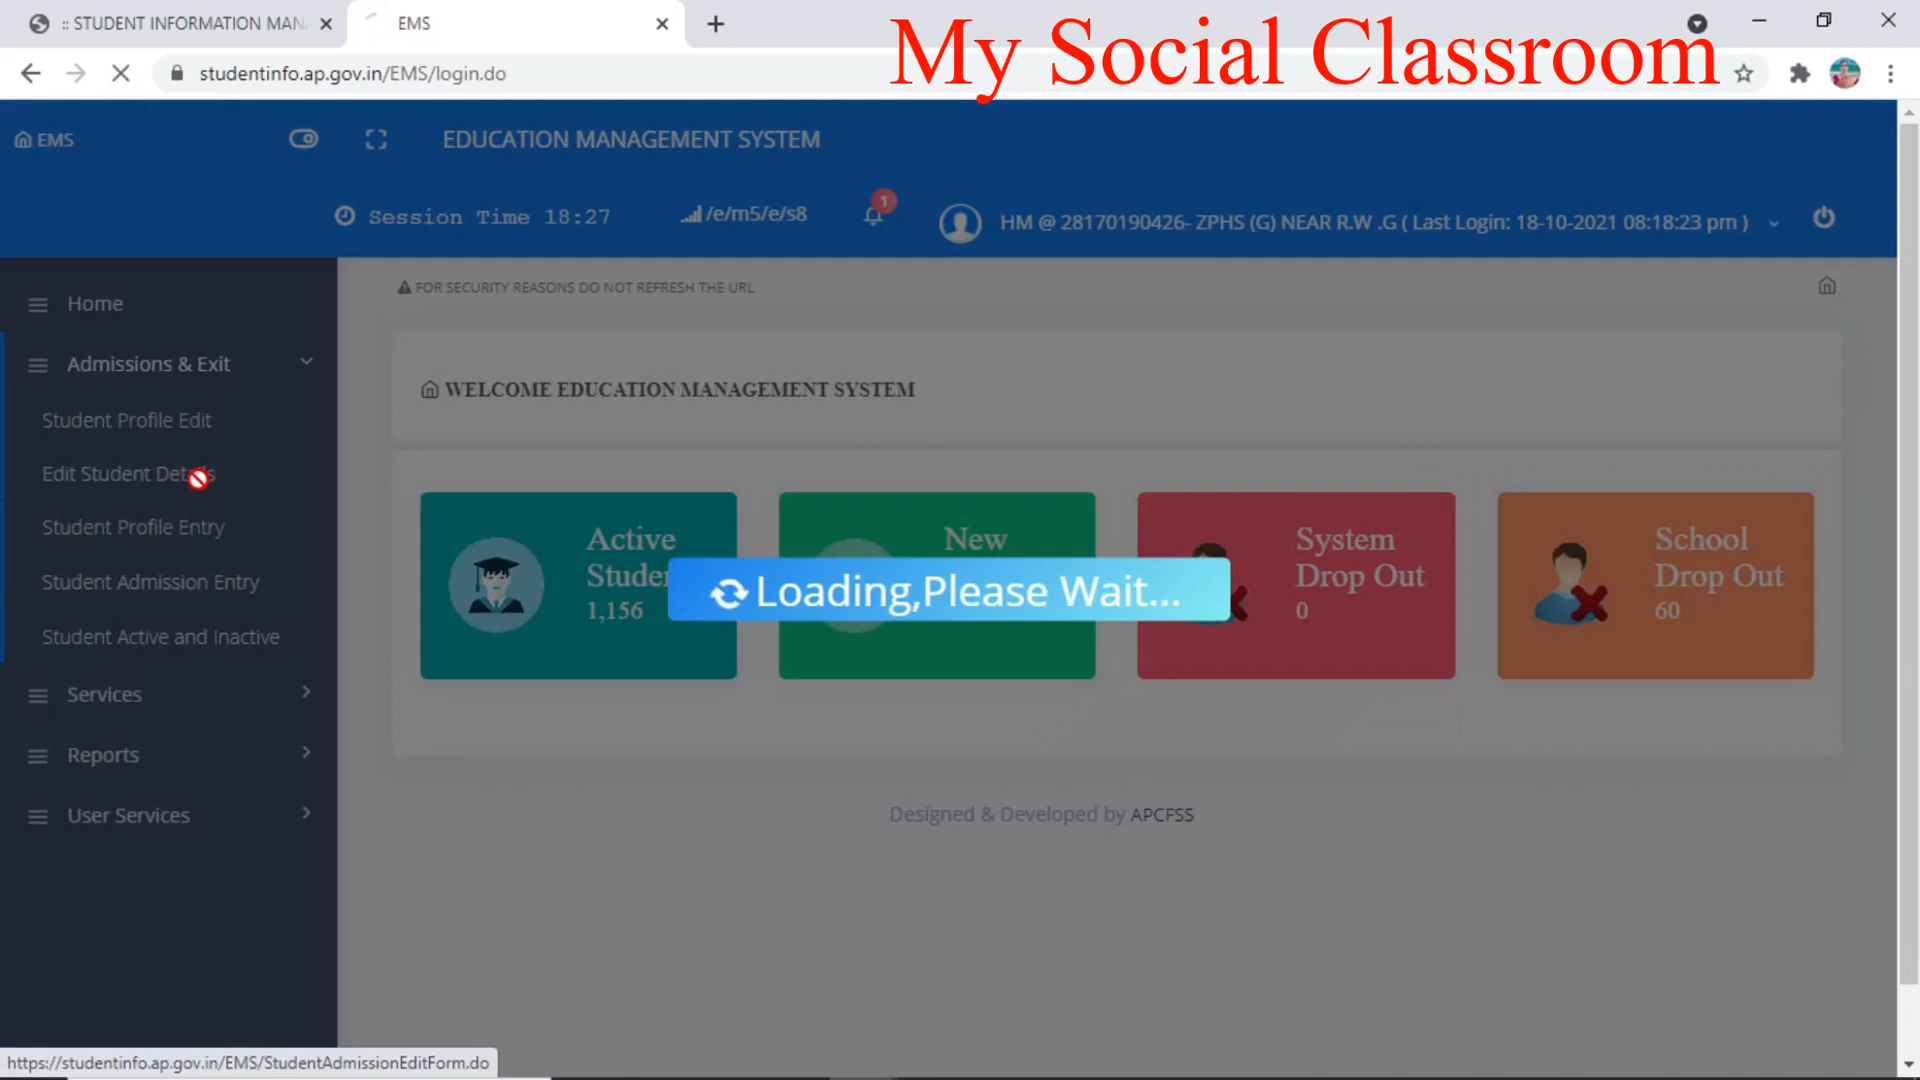 :: STUDENT INFORMATION MAN
EMS
My Social Classroom
studentinfo.ap.gov.in/EMS/login.do
EMS
EDUCATION MANAGEMENT SYSTEM
Session Time 18:27
/e/m5/e/s8
1
HM @ 28170190426- ZPHS (G) NEAR R.W .G ( Last Login: 18-10-2021 08:18:23 pm )
FOR SECURITY REASONS DO NOT REFRESH THE URL
Home
Admissions & Exit
Student Profile Edit
Edit Student Details
Student Profile Entry
Student Admission Entry
Student Active and Inactive
Services
Reports
User Services
WELCOME EDUCATION MANAGEMENT SYSTEM
Active
1,156
New
System
Drop Out
0
School
Drop Out
60
Loading,Please Wait...
Designed & Developed by APCFSS
https://studentinfo.ap.gov.in/EMS/StudentAdmissionEditForm.do